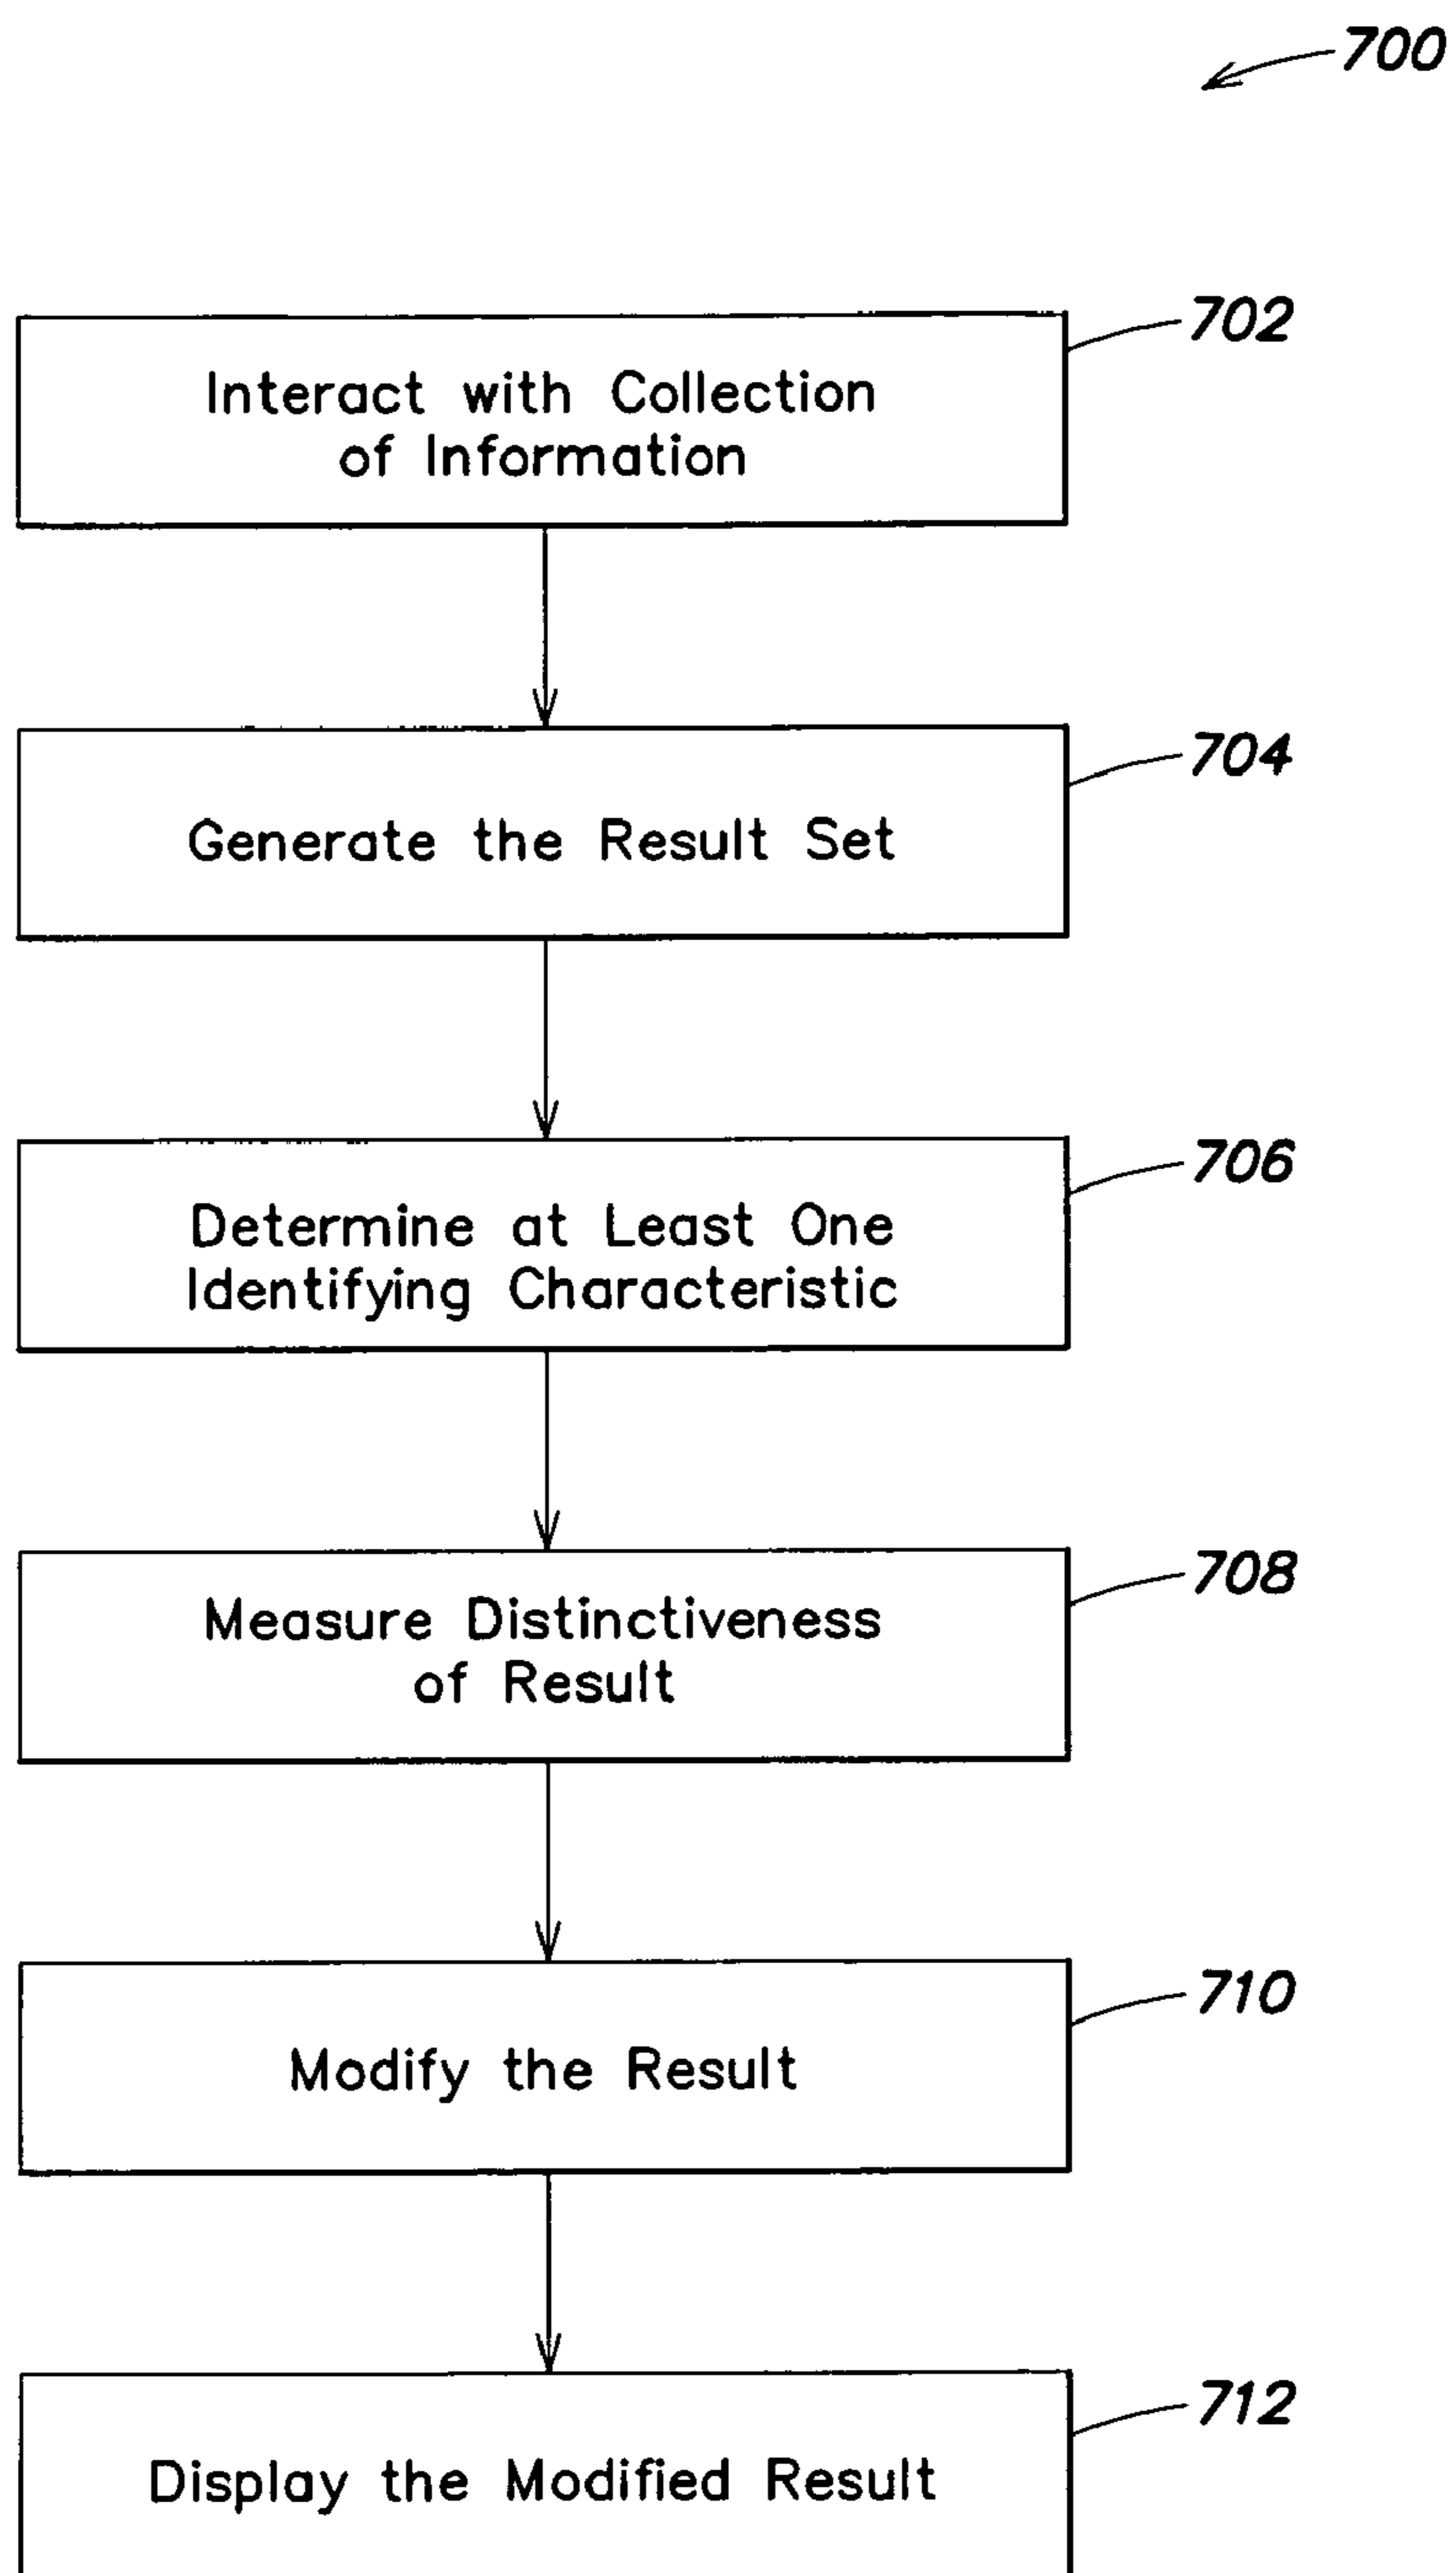 700
702
Interact with Collection
of Information
704
Generate the Result Set
706
Determine at Least One
Identifying Characteristic
708
Measure Distinctiveness
of Result
710
Modify the Result
712
Display the Modified Result